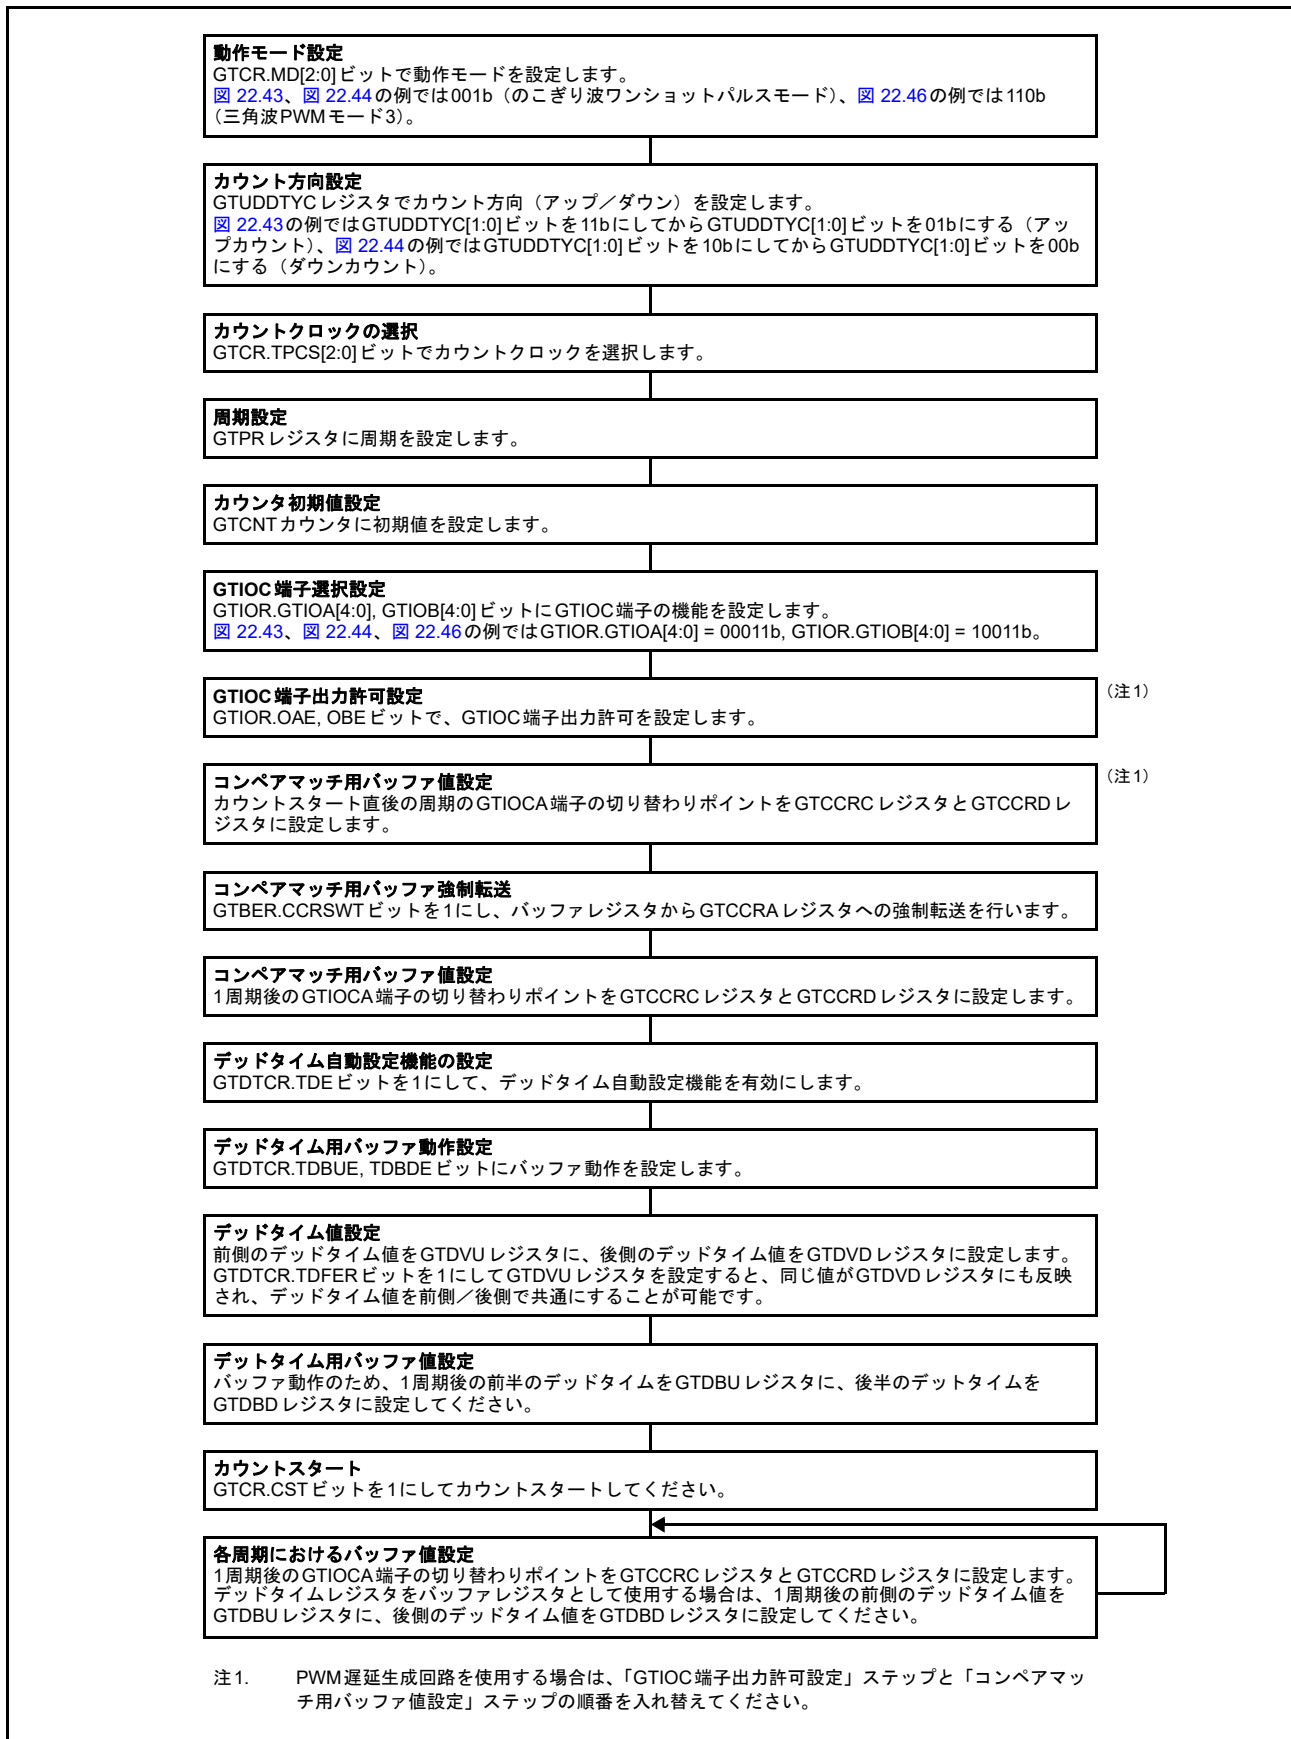 動作モード設定
GTCR.MD[2:0]ビットで動作モードを設定します。
図 22.43、図 22.44の例では001b（のこぎり波ワンショットパルスモード）、図 22.46の例では110b
（三角波PWMモード3）。
カウント方向設定
GTUDDTYCレジスタでカウント方向（アップ／ダウン）を設定します。
図 22.43の例ではGTUDDTYC[1:0]ビットを11bにしてからGTUDDTYC[1:0]ビットを01bにする（アッ
プカウント）、図 22.44の例ではGTUDDTYC[1:0]ビットを10bにしてからGTUDDTYC[1:0]ビットを00b
にする（ダウンカウント）。
カウントクロックの選択
GTCR.TPCS[2:0]ビットでカウントクロックを選択します。
周期設定
GTPRレジスタに周期を設定します。
カウンタ初期値設定
GTCNTカウンタに初期値を設定します。
GTIOC端子選択設定
GTIOR.GTIOA[4:0], GTIOB[4:0]ビットにGTIOC端子の機能を設定します。
図 22.43、図 22.44、図 22.46の例ではGTIOR.GTIOA[4:0] = 00011b, GTIOR.GTIOB[4:0] = 10011b。
GTIOC端子出力許可設定
（注1）
GTIOR.OAE, OBEビットで、GTIOC端子出力許可を設定します。
コンペアマッチ用バッファ値設定
（注1）
カウントスタート直後の周期のGTIOCA端子の切り替わりポイントをGTCCRCレジスタとGTCCRDレ
ジスタに設定します。
コンペアマッチ用バッファ強制転送
GTBER.CCRSWTビットを1にし、バッファレジスタからGTCCRAレジスタへの強制転送を行います。
コンペアマッチ用バッファ値設定
1周期後のGTIOCA端子の切り替わりポイントをGTCCRCレジスタとGTCCRDレジスタに設定します。
デッドタイム自動設定機能の設定
GTDTCR.TDEビットを1にして、デッドタイム自動設定機能を有効にします。
デッドタイム用バッファ動作設定
GTDTCR.TDBUE, TDBDEビットにバッファ動作を設定します。
デッドタイム値設定
前側のデッドタイム値をGTDVUレジスタに、後側のデッドタイム値をGTDVDレジスタに設定します。
GTDTCR.TDFERビットを1にしてGTDVUレジスタを設定すると、同じ値がGTDVDレジスタにも反映
され、デッドタイム値を前側／後側で共通にすることが可能です。
デットタイム用バッファ値設定
バッファ動作のため、1周期後の前半のデッドタイムをGTDBUレジスタに、後半のデットタイムを
GTDBDレジスタに設定してください。
カウントスタート
GTCR.CSTビットを1にしてカウントスタートしてください。
各周期におけるバッファ値設定
1周期後のGTIOCA端子の切り替わりポイントをGTCCRCレジスタとGTCCRDレジスタに設定します。
デッドタイムレジスタをバッファレジスタとして使用する場合は、1周期後の前側のデッドタイム値を
GTDBUレジスタに、後側のデッドタイム値をGTDBDレジスタに設定してください。
注1. PWM遅延生成回路を使用する場合は、「GTIOC端子出力許可設定」ステップと「コンペアマッ
チ用バッファ値設定」ステップの順番を入れ替えてください。